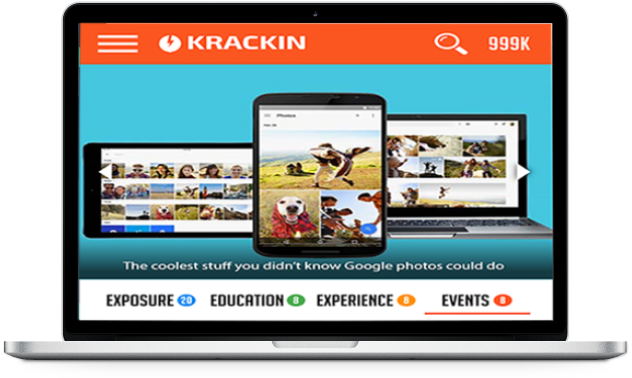 KRACKIN
999K
Photos
The coolest stuff you didn't know Google photos could do
EXPOSURE 20 EDUCATION 8 EXPERIENCE 8 EVENTS 8